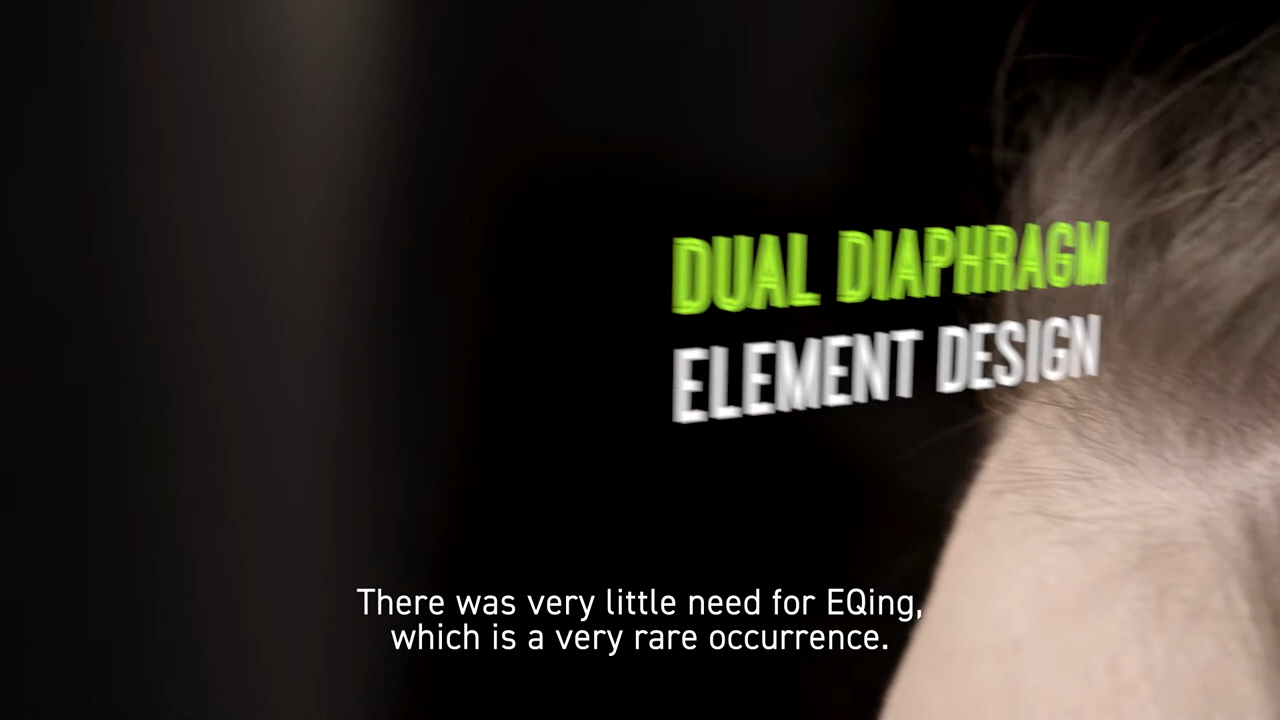 DUAL DIAPHRAGM
ELEMENT DESIGN
There was very little need for EQing,
which is a very rare occurrence.